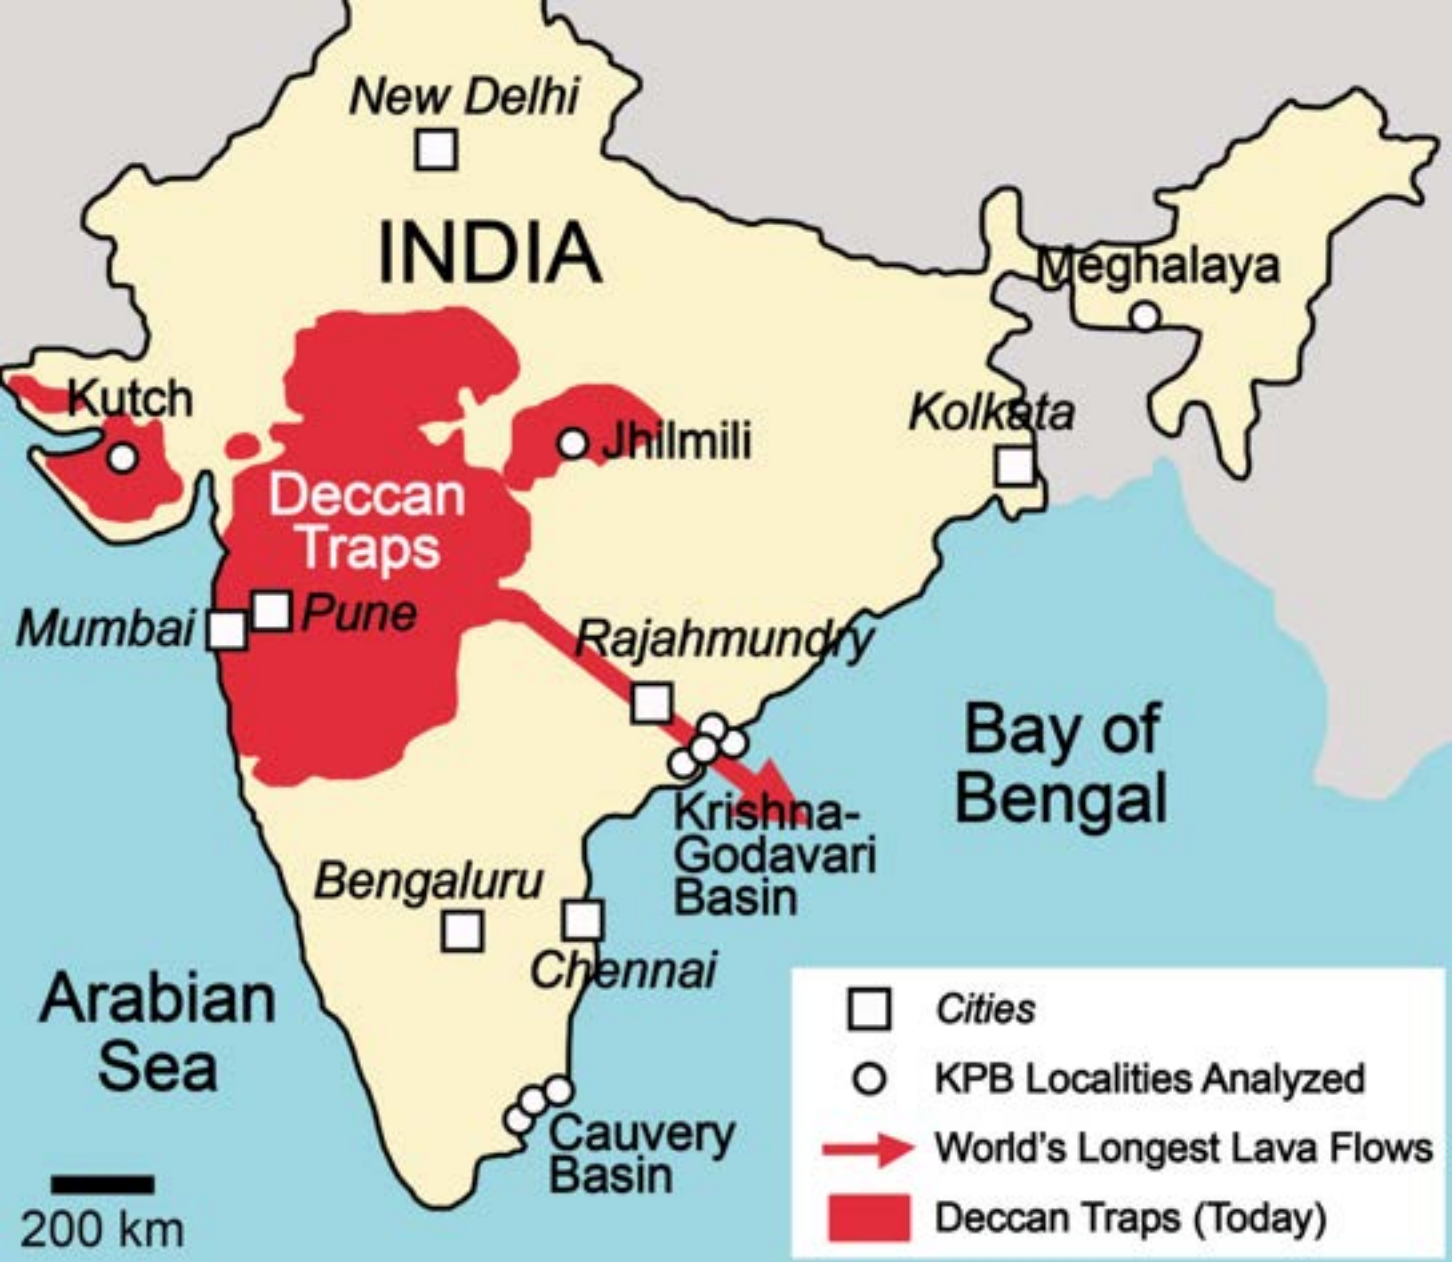 New Delhi
INDIA
Meghalaya
Kutch
Kolkata
Jhilmili
Deccan
Traps
Mumbai
Pune
Rajahmundry
Bay of
Bengal
Krishna-
Godavari
Basin
Bengaluru
Chennai
Arabian
Sea
Cauvery
Basin
200 km
Cities
KPB Localities Analyzed
World's Longest Lava Flows
Deccan Traps (Today)